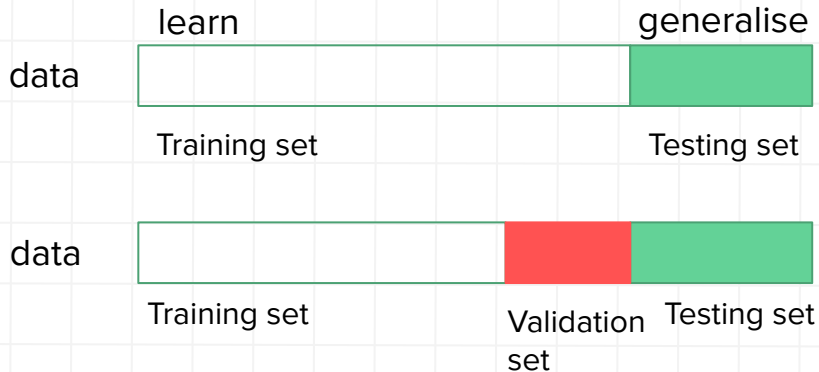 learn generalise
data
Training set Testing set
data
Training set Validation Testing set
set